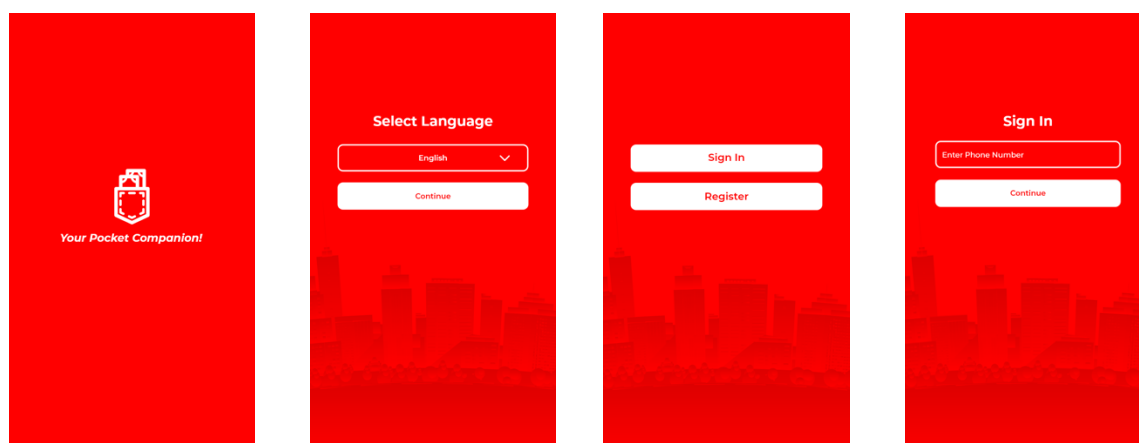 Your Pocket Companion!
Select Language
English
Continue
Sign In
Register
Sign In
Enter Phone Number
Continue